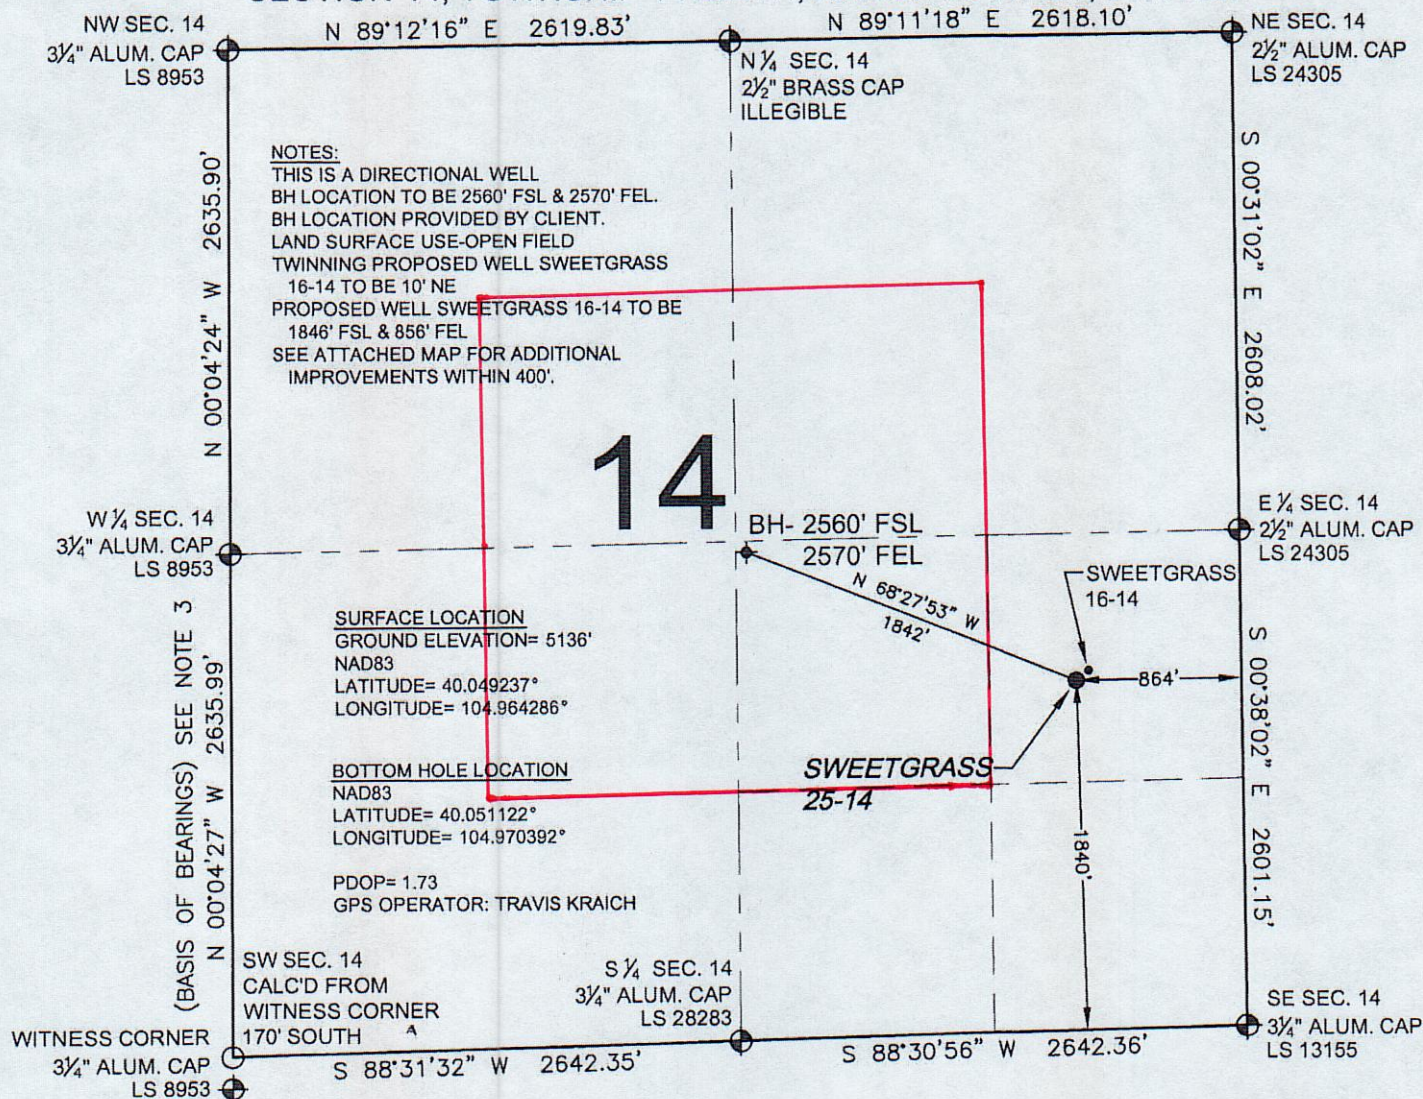 N 89°12'16" E 2619.83'
N 89°11'18" E 2618.10'
NW SEC. 14
3¼" ALUM. CAP
LS 8953
N ¼ SEC. 14
2½" BRASS CAP
ILLEGIBLE
NE SEC. 14
2½" ALUM. CAP
LS 24305
NOTES:
THIS IS A DIRECTIONAL WELL
BH LOCATION TO BE 2560' FSL & 2570' FEL.
BH LOCATION PROVIDED BY CLIENT.
LAND SURFACE USE-OPEN FIELD
TWINNING PROPOSED WELL SWEETGRASS
16-14 TO BE 10' NE
PROPOSED WELL SWEETGRASS 16-14 TO BE
1846' FSL & 856' FEL
SEE ATTACHED MAP FOR ADDITIONAL
IMPROVEMENTS WITHIN 400'.
N 00°04'24" W 2635.90'
S 00°31'02" E 2608.02'
14
W ¼ SEC. 14
3¼" ALUM. CAP
LS 8953
BH- 2560' FSL
2570' FEL
E ¼ SEC. 14
2½" ALUM. CAP
LS 24305
N 68°27'53" W
1842'
SWEETGRASS
16-14
864'
SURFACE LOCATION
GROUND ELEVATION= 5136'
NAD83
LATITUDE= 40.049237°
LONGITUDE= 104.964286°
(BASIS OF BEARINGS) SEE NOTE 3
N 00°04'27" W 2635.99'
S 00°38'02" E 2601.15'
BOTTOM HOLE LOCATION
NAD83
LATITUDE= 40.051122°
LONGITUDE= 104.970392°
SWEETGRASS
25-14
1840'
PDOP= 1.73
GPS OPERATOR: TRAVIS KRAICH
SW SEC. 14
CALC'D FROM
WITNESS CORNER
170' SOUTH
S ¼ SEC. 14
3¼" ALUM. CAP
LS 28283
SE SEC. 14
3¼" ALUM. CAP
LS 13155
WITNESS CORNER
3¼" ALUM. CAP
LS 8953
S 88°31'32" W 2642.35'
S 88°30'56" W 2642.36'